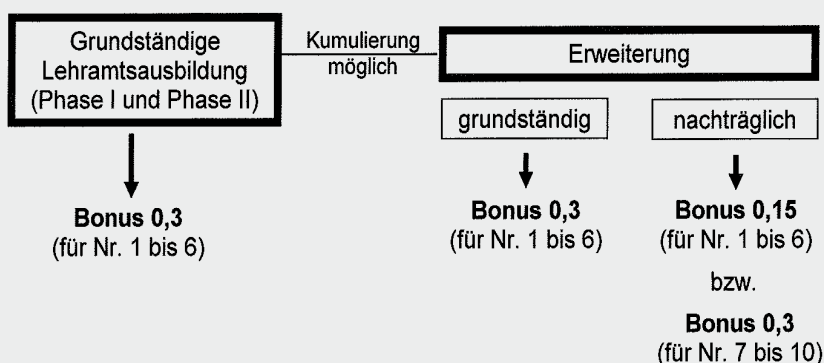 Grundständige
Lehramtsausbildung
(Phase I und Phase II)
Kumulierung
möglich
Erweiterung
grundständig
nachträglich
Bonus 0,3
(für Nr. 1 bis 6)
Bonus 0,3
(für Nr. 1 bis 6)
Bonus 0,15
(für Nr. 1 bis 6)
bzw.
Bonus 0,3
(für Nr. 7 bis 10)